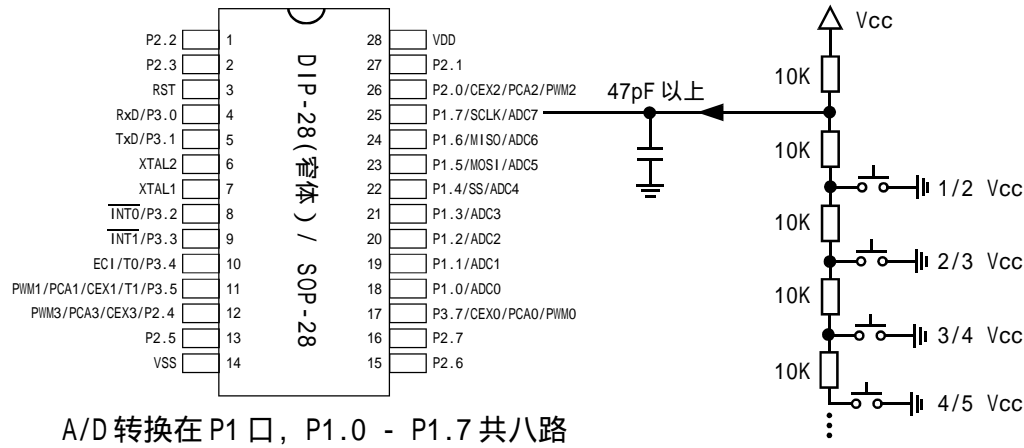 P2.2 1
P2.3 2
RST 3
RxD/P3.0 4
TxD/P3.1 5
XTAL2 6
XTAL1 7
INT0/P3.2 8
INT1/P3.3 9
ECI/T0/P3.4 10
PWM1/PCA1/CEX1/T1/P3.5 11
PWM3/PCA3/CEX3/P2.4 12
P2.5 13
VSS 14
DIP-28(窄体) / SOP-28
28 VDD
27 P2.1
26 P2.0/CEX2/PCA2/PWM2
25 P1.7/SCLK/ADC7
24 P1.6/MISO/ADC6
23 P1.5/MOSI/ADC5
22 P1.4/SS/ADC4
21 P1.3/ADC3
20 P1.2/ADC2
19 P1.1/ADC1
18 P1.0/ADC0
17 P3.7/CEX0/PCA0/PWM0
16 P2.7
15 P2.6
47pF 以上
Vcc
10K
10K
1/2 Vcc
10K
2/3 Vcc
10K
3/4 Vcc
10K
4/5 Vcc
A/D 转换在 P1 口, P1.0 - P1.7 共八路